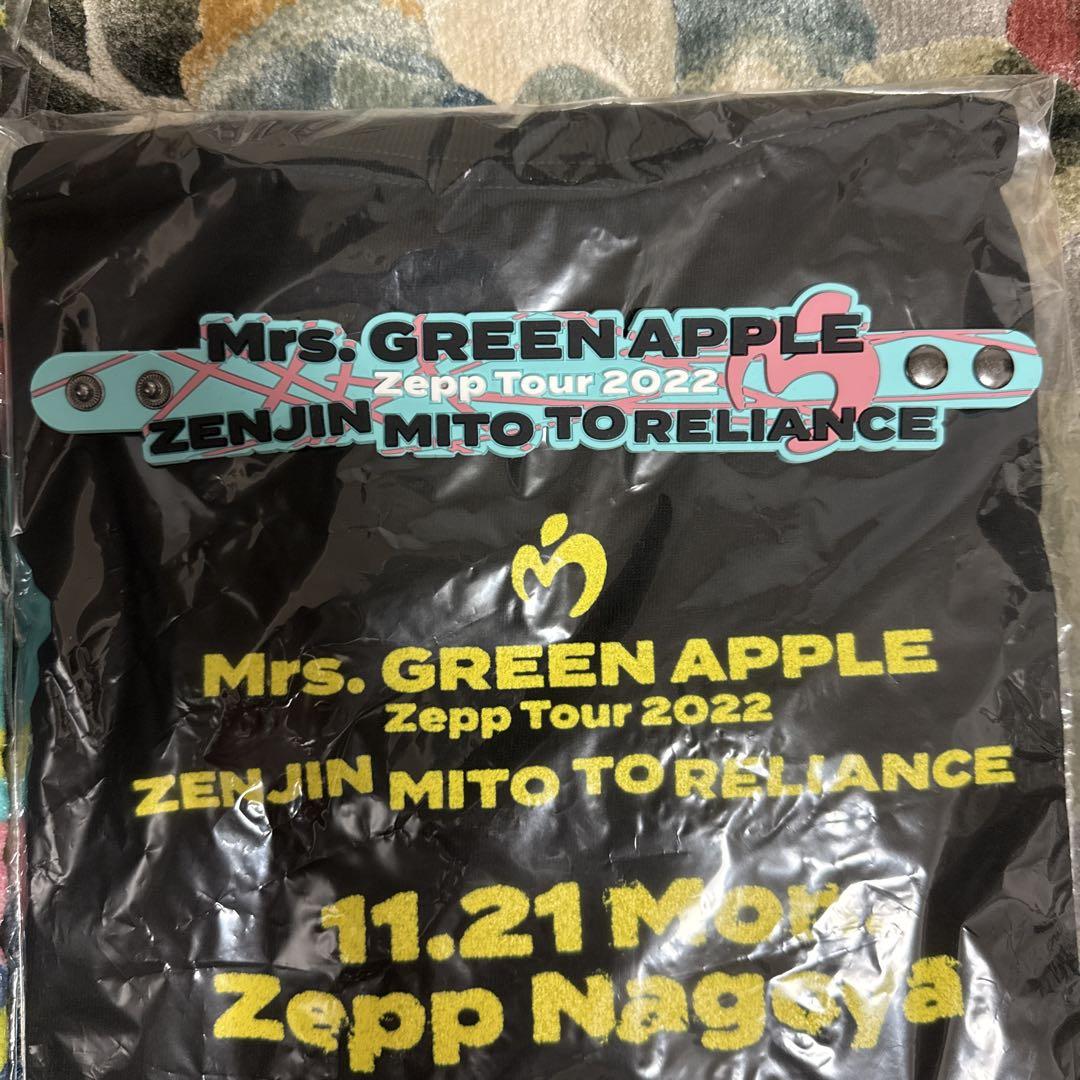 Mrs. GREEN APPLE
Zepp Tour 2022
ZENJIN MITO TO RELIANCE
Mrs. GREEN APPLE
Zepp Tour 2022
ZENJIN MITO TO RELIANCE
11.21 Mon.
Zepp Nagoya